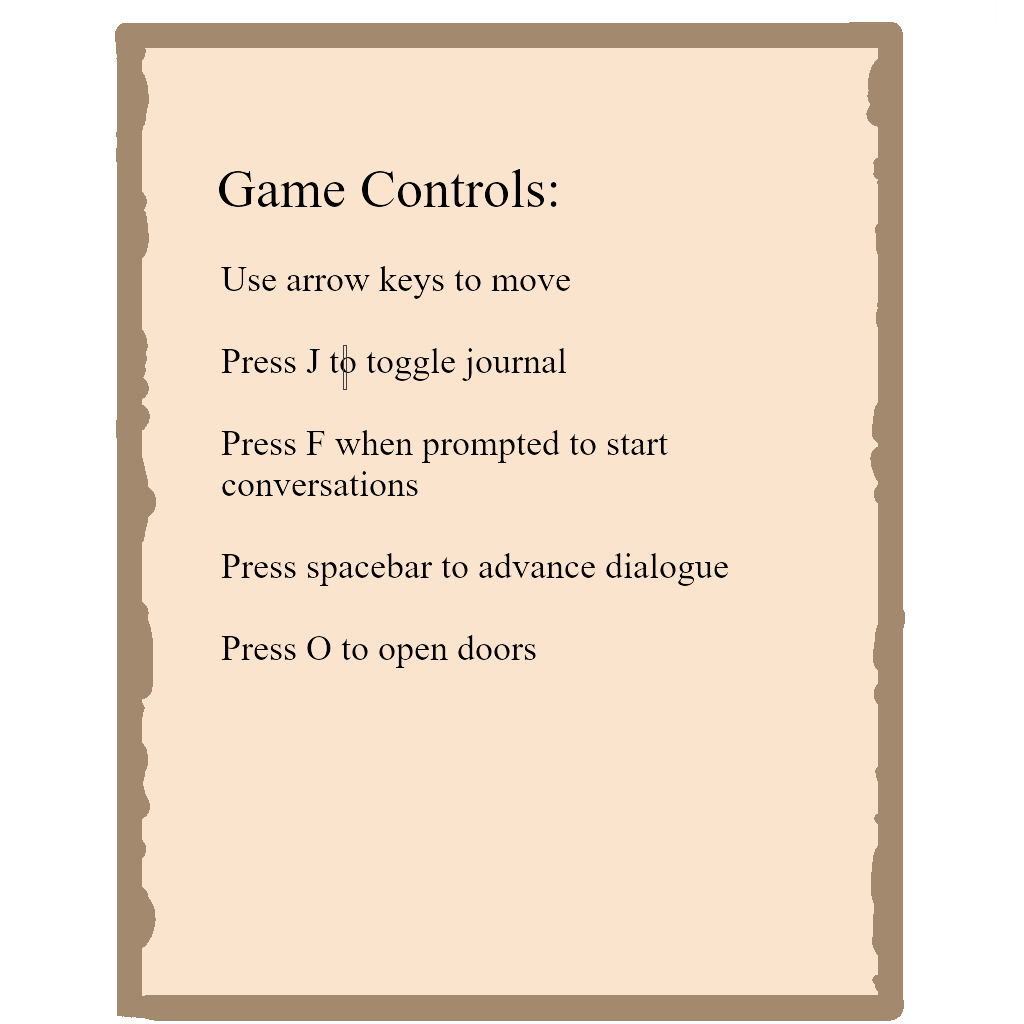 Game Controls:
Use arrow keys to move
Press J to toggle journal
Press F when prompted to start
conversations
Press spacebar to advance dialogue
Press O to open doors